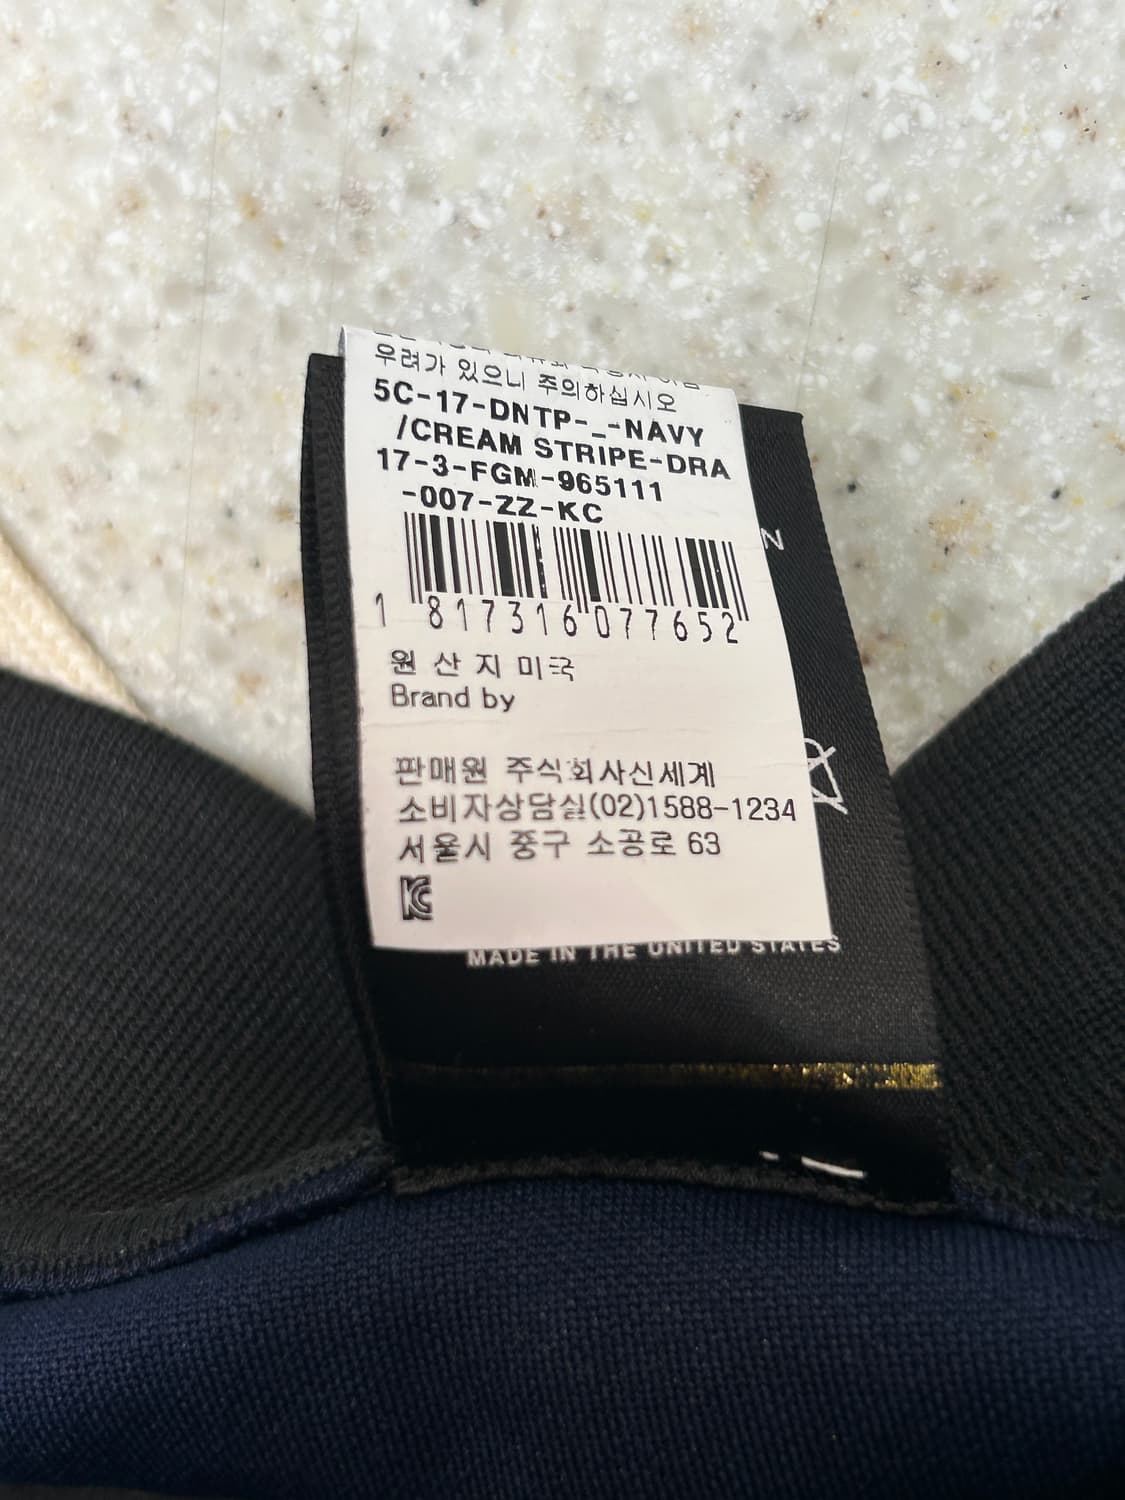 우려가 있으니 주의하십시오
5C-17-DNTP-_-NAVY
/CREAM STRIPE-DRA
17-3-FGM-965111
-007-ZZ-KC
1 817316 077652
원 산 지 미국
Brand by
판매원 주식회사신세계
소비자상담실(02)1588-1234
서울시 중구 소공로 63
KC
N
MADE IN THE UNITED STATES